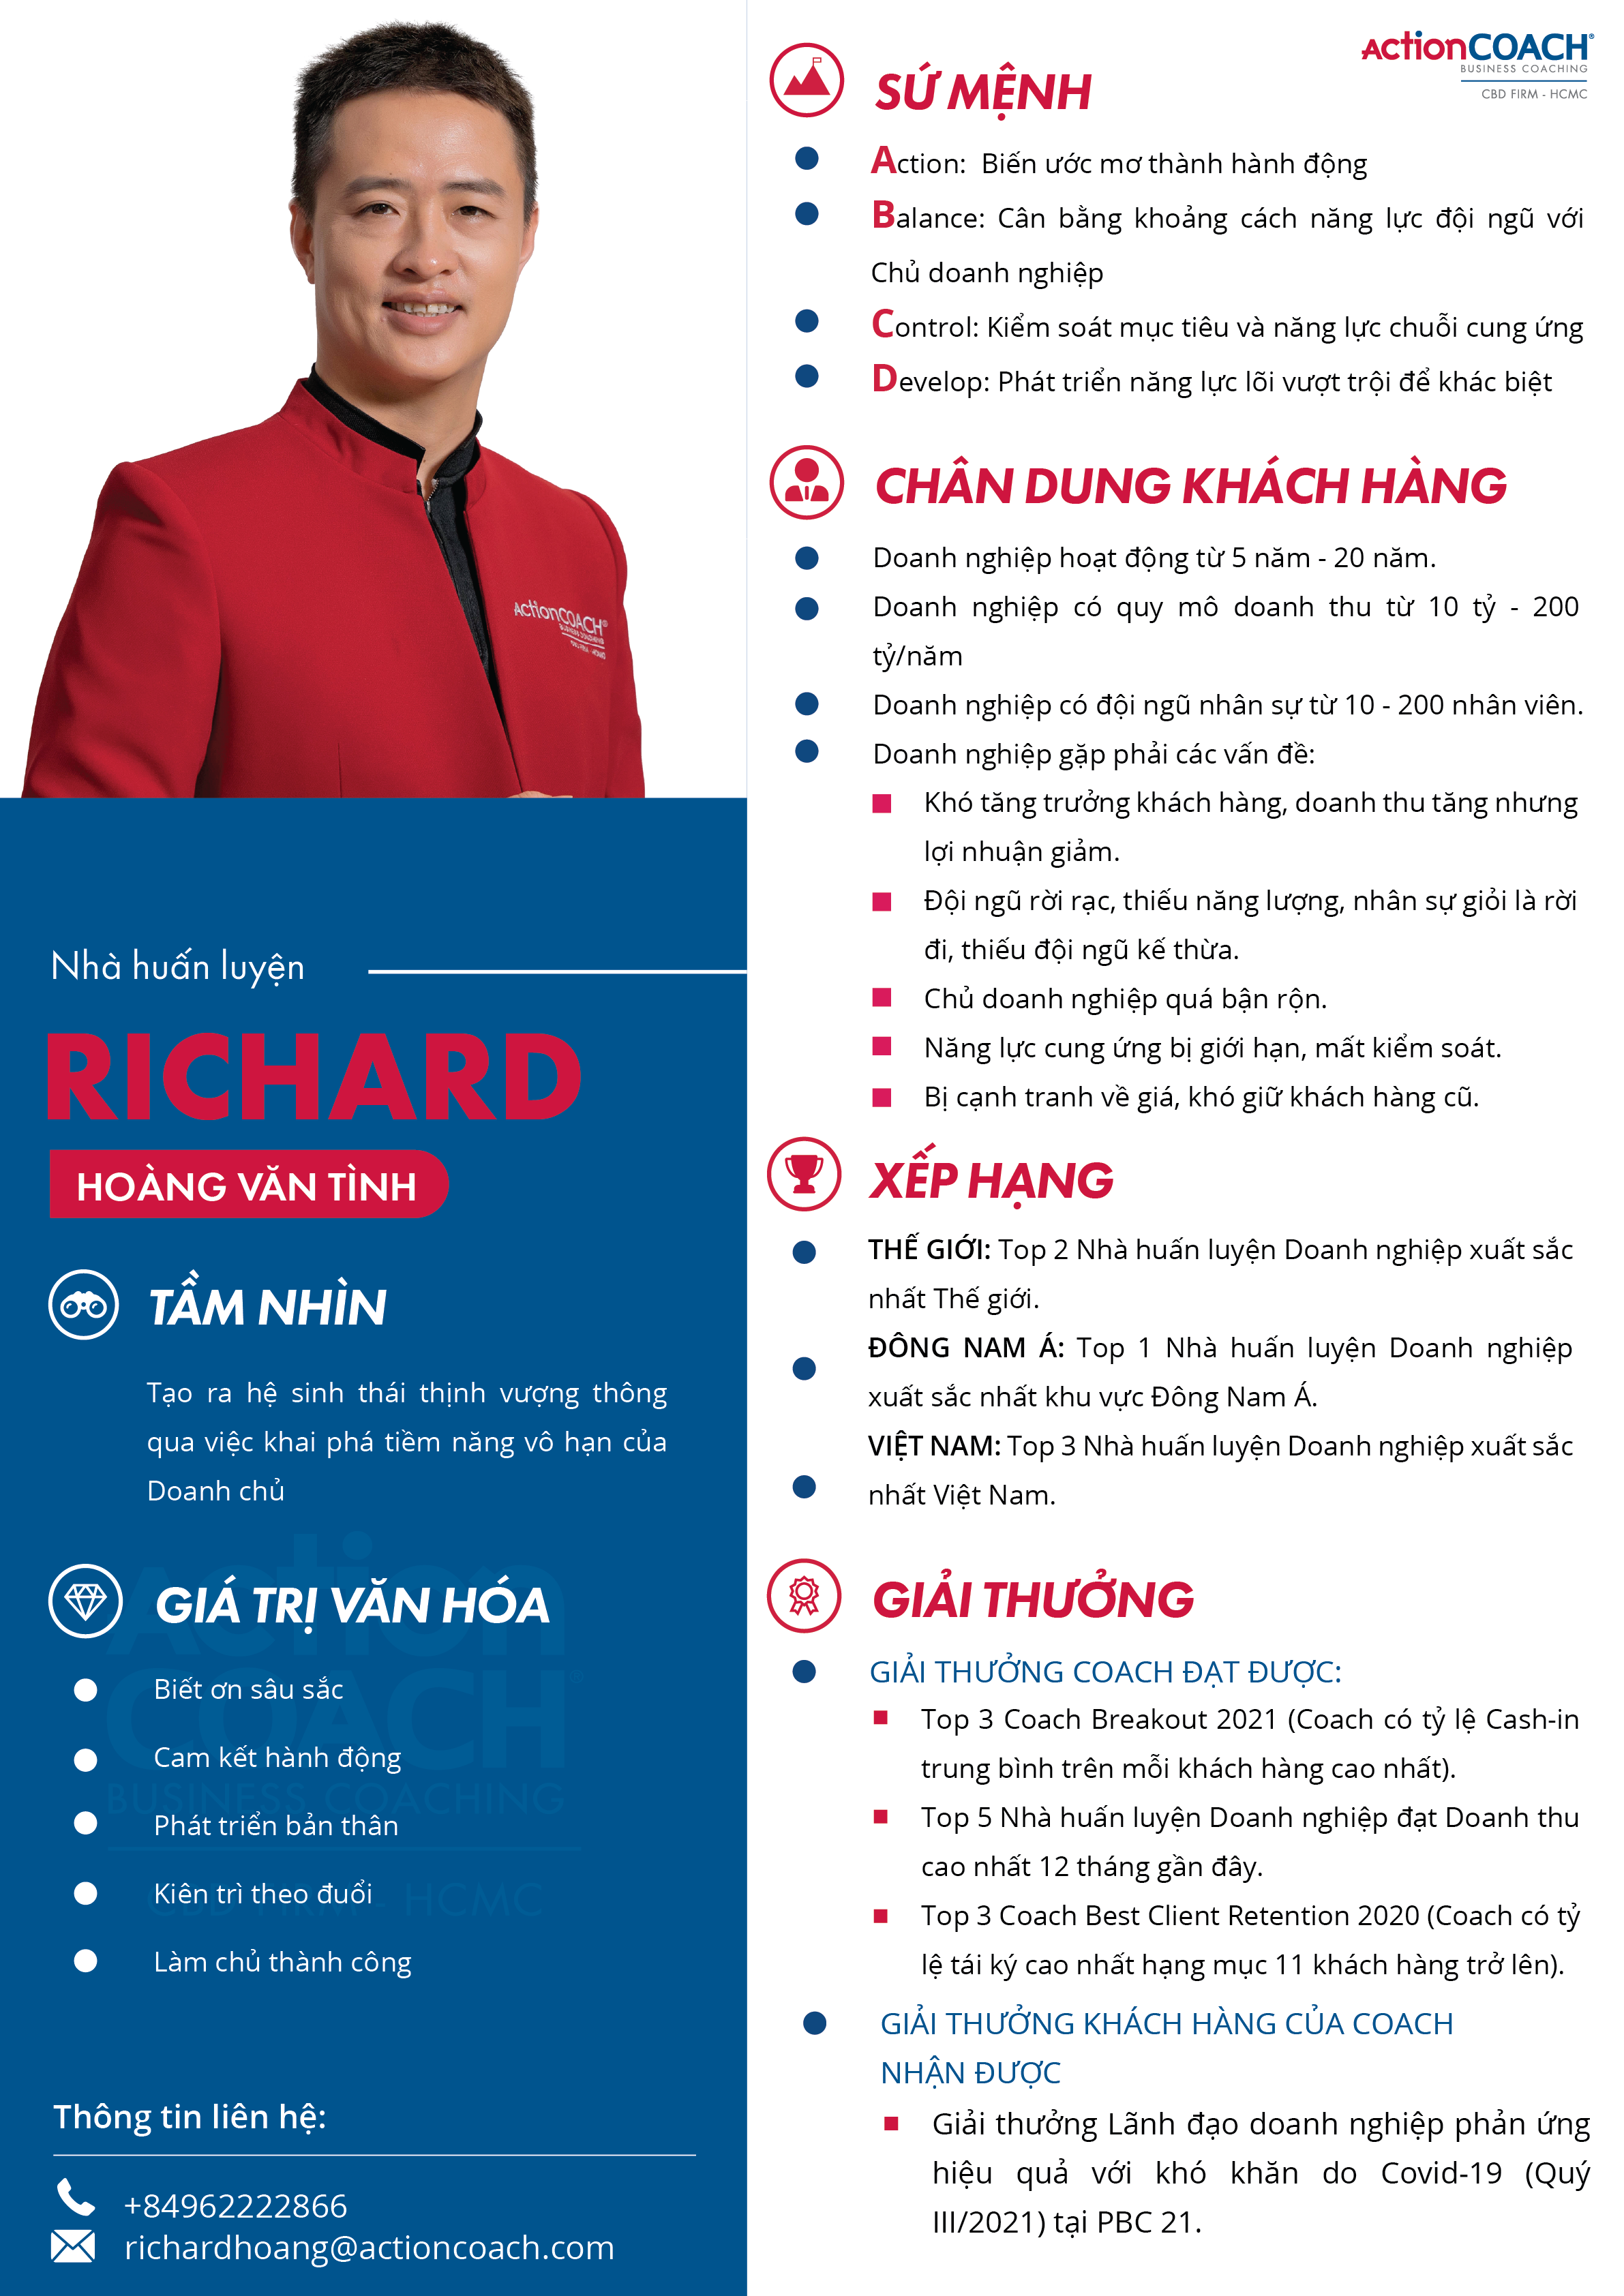 ActionCOACH®
BUSINESS COACHING
CBD FIRM - HCMC
ActionCOACH®
BUSINESS COACHING
CBD FIRM - HCMC
Nhà huấn luyện
RICHARD
HOÀNG VĂN TÌNH
TẦM NHÌN
Tạo ra hệ sinh thái thịnh vượng thông
qua việc khai phá tiềm năng vô hạn của
Doanh chủ
GIÁ TRỊ VĂN HÓA
Biết ơn sâu sắc
Cam kết hành động
Phát triển bản thân
Kiên trì theo đuổi
Làm chủ thành công
Action
COACH®
BUSINESS COACHING
CBD FIRM - HCMC
Thông tin liên hệ:
+84962222866
richardhoang@actioncoach.com
SỨ MỆNH
Action: Biến ước mơ thành hành động
Balance: Cân bằng khoảng cách năng lực đội ngũ với
Chủ doanh nghiệp
Control: Kiểm soát mục tiêu và năng lực chuỗi cung ứng
Develop: Phát triển năng lực lõi vượt trội để khác biệt
CHÂN DUNG KHÁCH HÀNG
Doanh nghiệp hoạt động từ 5 năm - 20 năm.
Doanh nghiệp có quy mô doanh thu từ 10 tỷ - 200
tỷ/năm
Doanh nghiệp có đội ngũ nhân sự từ 10 - 200 nhân viên.
Doanh nghiệp gặp phải các vấn đề:
Khó tăng trưởng khách hàng, doanh thu tăng nhưng
lợi nhuận giảm.
Đội ngũ rời rạc, thiếu năng lượng, nhân sự giỏi là rời
đi, thiếu đội ngũ kế thừa.
Chủ doanh nghiệp quá bận rộn.
Năng lực cung ứng bị giới hạn, mất kiểm soát.
Bị cạnh tranh về giá, khó giữ khách hàng cũ.
XẾP HẠNG
THẾ GIỚI: Top 2 Nhà huấn luyện Doanh nghiệp xuất sắc
nhất Thế giới.
ĐÔNG NAM Á: Top 1 Nhà huấn luyện Doanh nghiệp
xuất sắc nhất khu vực Đông Nam Á.
VIỆT NAM: Top 3 Nhà huấn luyện Doanh nghiệp xuất sắc
nhất Việt Nam.
GIẢI THƯỞNG
GIẢI THƯỞNG COACH ĐẠT ĐƯỢC:
Top 3 Coach Breakout 2021 (Coach có tỷ lệ Cash-in
trung bình trên mỗi khách hàng cao nhất).
Top 5 Nhà huấn luyện Doanh nghiệp đạt Doanh thu
cao nhất 12 tháng gần đây.
Top 3 Coach Best Client Retention 2020 (Coach có tỷ
lệ tái ký cao nhất hạng mục 11 khách hàng trở lên).
GIẢI THƯỞNG KHÁCH HÀNG CỦA COACH
NHẬN ĐƯỢC
Giải thưởng Lãnh đạo doanh nghiệp phản ứng
hiệu quả với khó khăn do Covid-19 (Quý
III/2021) tại PBC 21.